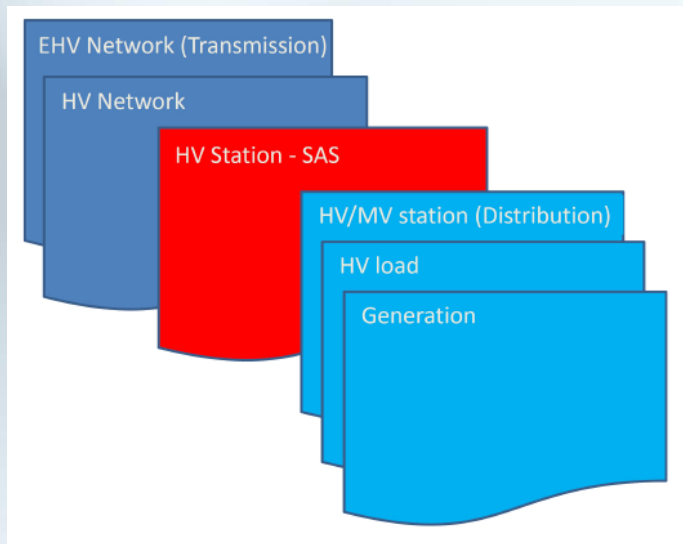 EHV Network (Transmission)
HV Network
HV Station - SAS
HV/MV station (Distribution)
HV load
Generation